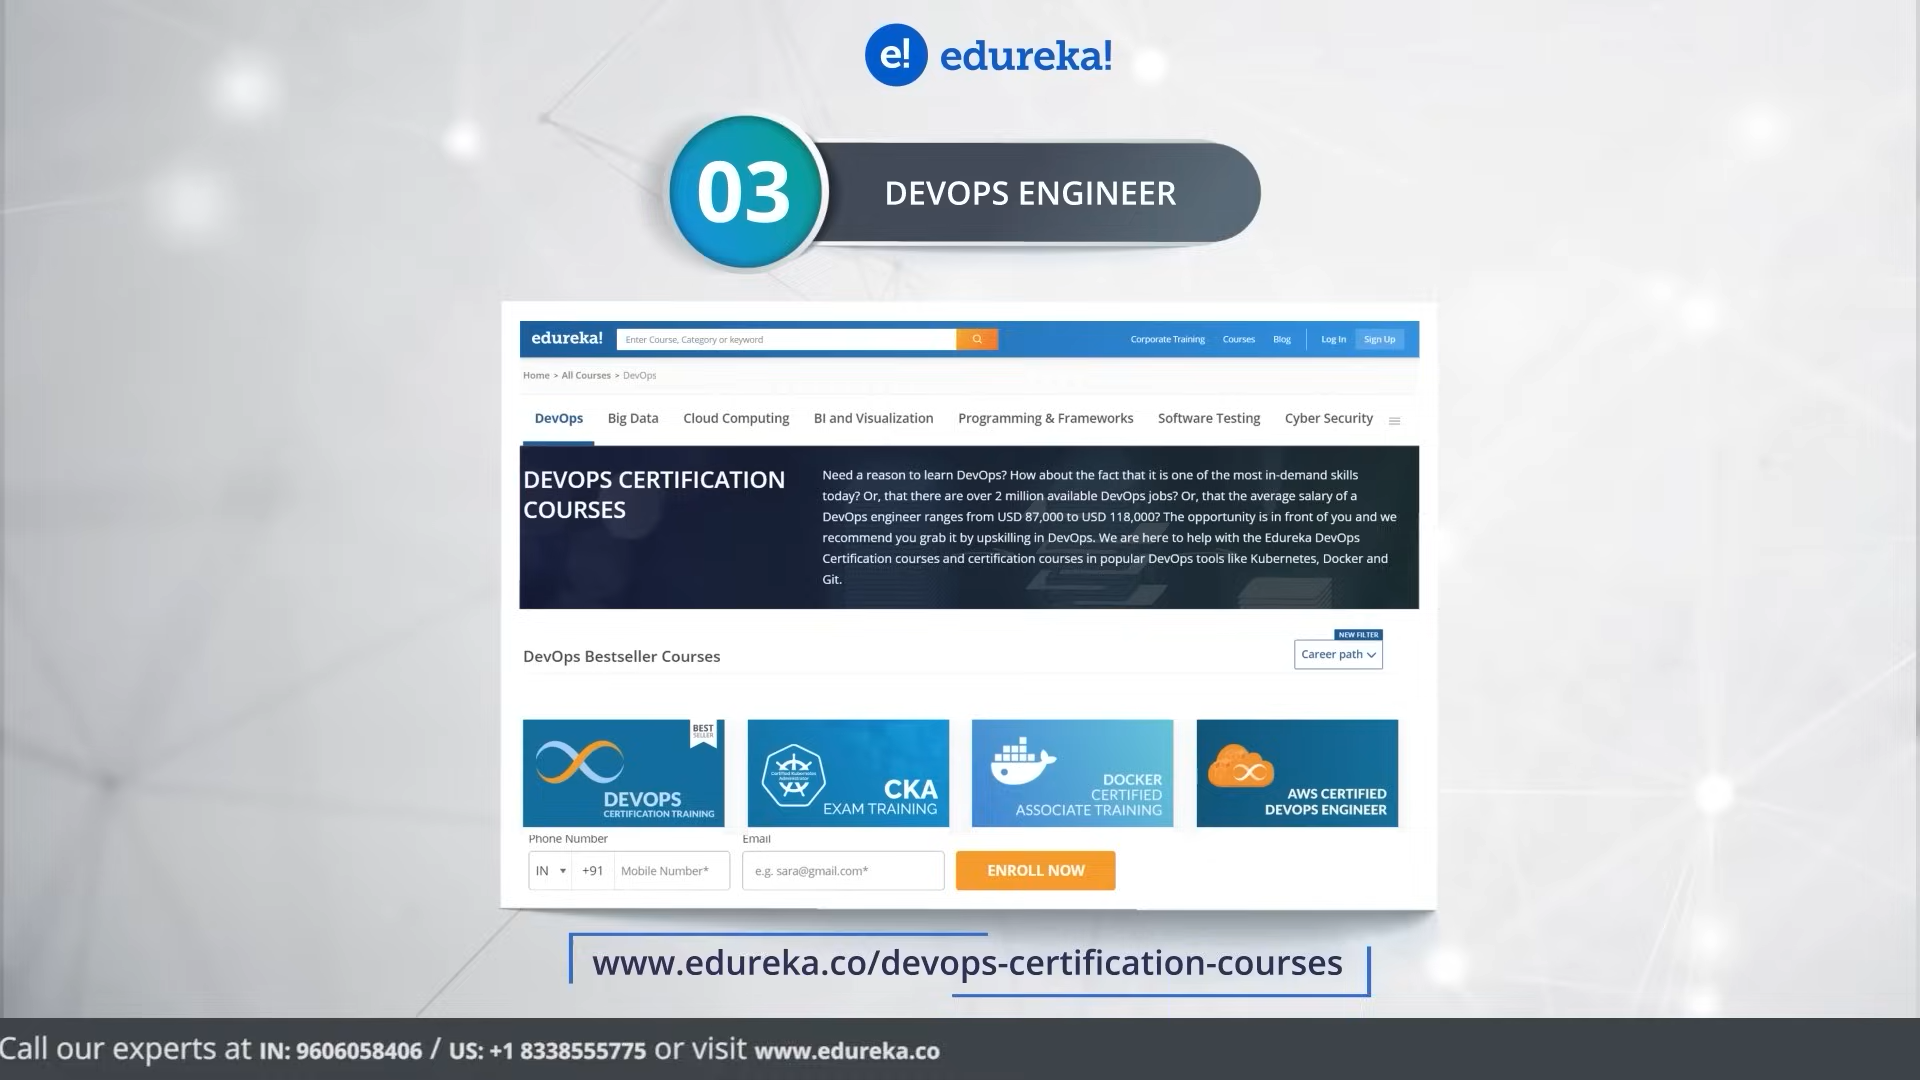 e! edureka!
03
DEVOPS ENGINEER
edureka! Enter Course, Category or keyword Corporate Training Courses Blog Log In Sign Up
Home > All Courses > DevOps
DevOps Big Data Cloud Computing BI and Visualization Programming & Frameworks Software Testing Cyber Security
DEVOPS CERTIFICATION
COURSES
Need a reason to learn DevOps? How about the fact that it is one of the most in-demand skills
today? Or, that there are over 2 million available DevOps jobs? Or, that the average salary of a
DevOps engineer ranges from USD 87,000 to USD 118,000? The opportunity is in front of you and we
recommend you grab it by upskilling in DevOps. We are here to help with the Edureka DevOps
Certification courses and certification courses in popular DevOps tools like Kubernetes, Docker and
Git.
NEW FILTER
DevOps Bestseller Courses
Career path
BEST
SELLER
DEVOPS
CERTIFICATION TRAINING
Certified Kubernetes
Administrator
CKA
EXAM TRAINING
DOCKER
CERTIFIED
ASSOCIATE TRAINING
AWS CERTIFIED
DEVOPS ENGINEER
Phone Number Email
IN +91 Mobile Number* e.g. sara@gmail.com* ENROLL NOW
www.edureka.co/devops-certification-courses
Call our experts at IN: 9606058406 / US: +1 8338555775 or visit www.edureka.co